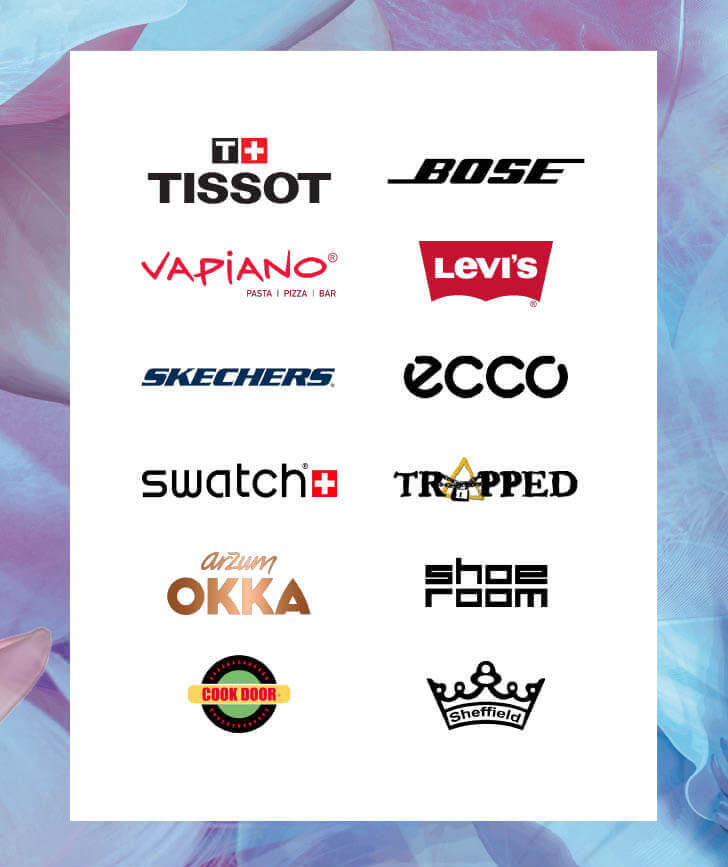 T+
TISSOT
BOSE
VAPiANO®
PASTA | PIZZA | BAR
LEVI'S
®
SKECHERS.
ecco
swatch®+
TRAPPED
arzum
OKKA
shoe
room
COOK DOOR
Sheffield